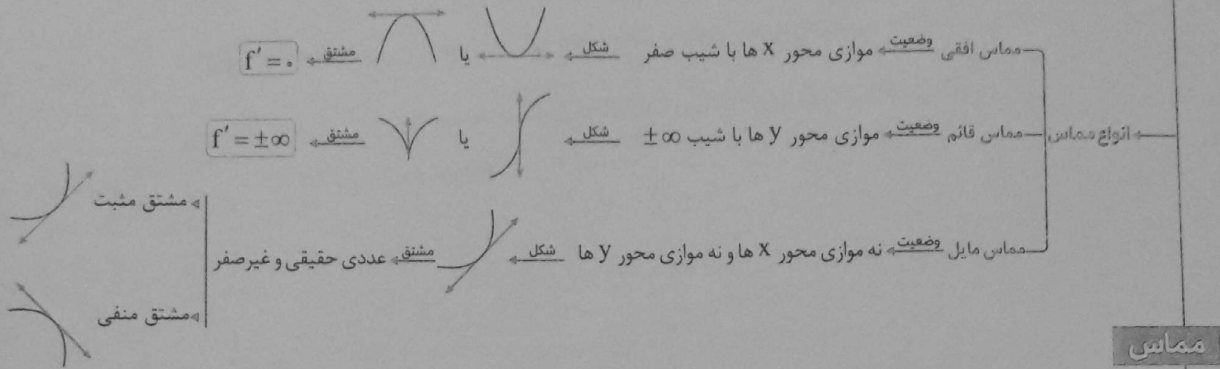 مماس افقی وضعیت موازی محور x ها با شیب صفر شکل یا مشتق f′ = ۰
انواع مماس مماس قائم وضعیت موازی محور y ها با شیب ±∞ شکل یا مشتق f′ = ±∞
مشتق مثبت
مماس مایل وضعیت نه موازی محور x ها و نه موازی محور y ها شکل مشتق عددی حقیقی و غیرصفر
مشتق منفی
مماس